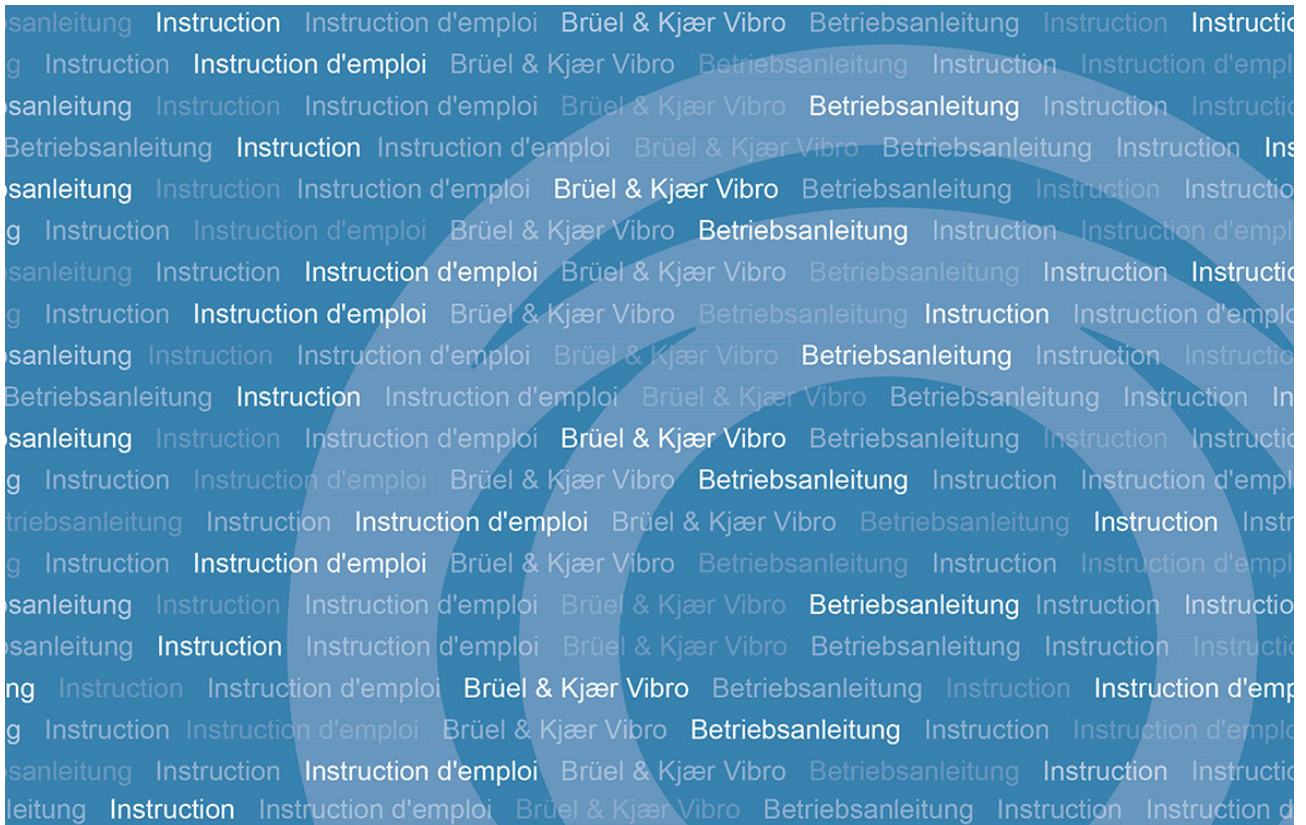 sanleitung Instruction Instruction d'emploi Brüel & Kjær Vibro Betriebsanleitung Instruction Instructio
g Instruction Instruction d'emploi Brüel & Kjær Vibro Betriebsanleitung Instruction Instruction d'empl
sanleitung Instruction Instruction d'emploi Brüel & Kjær Vibro Betriebsanleitung Instruction Instructio
Betriebsanleitung Instruction Instruction d'emploi Brüel & Kjær Vibro Betriebsanleitung Instruction Ins
sanleitung Instruction Instruction d'emploi Brüel & Kjær Vibro Betriebsanleitung Instruction Instructio
g Instruction Instruction d'emploi Brüel & Kjær Vibro Betriebsanleitung Instruction Instruction d'empl
sanleitung Instruction Instruction d'emploi Brüel & Kjær Vibro Betriebsanleitung Instruction Instructio
g Instruction Instruction d'emploi Brüel & Kjær Vibro Betriebsanleitung Instruction Instruction d'emplo
sanleitung Instruction Instruction d'emploi Brüel & Kjær Vibro Betriebsanleitung Instruction Instructio
Betriebsanleitung Instruction Instruction d'emploi Brüel & Kjær Vibro Betriebsanleitung Instruction In
sanleitung Instruction Instruction d'emploi Brüel & Kjær Vibro Betriebsanleitung Instruction Instructio
g Instruction Instruction d'emploi Brüel & Kjær Vibro Betriebsanleitung Instruction Instruction d'empl
triebsanleitung Instruction Instruction d'emploi Brüel & Kjær Vibro Betriebsanleitung Instruction Instr
g Instruction Instruction d'emploi Brüel & Kjær Vibro Betriebsanleitung Instruction Instruction d'empl
sanleitung Instruction Instruction d'emploi Brüel & Kjær Vibro Betriebsanleitung Instruction Instructio
sanleitung Instruction Instruction d'emploi Brüel & Kjær Vibro Betriebsanleitung Instruction Instructio
ng Instruction Instruction d'emploi Brüel & Kjær Vibro Betriebsanleitung Instruction Instruction d'emp
g Instruction Instruction d'emploi Brüel & Kjær Vibro Betriebsanleitung Instruction Instruction d'emplo
sanleitung Instruction Instruction d'emploi Brüel & Kjær Vibro Betriebsanleitung Instruction Instructio
leitung Instruction Instruction d'emploi Brüel & Kjær Vibro Betriebsanleitung Instruction Instruction d